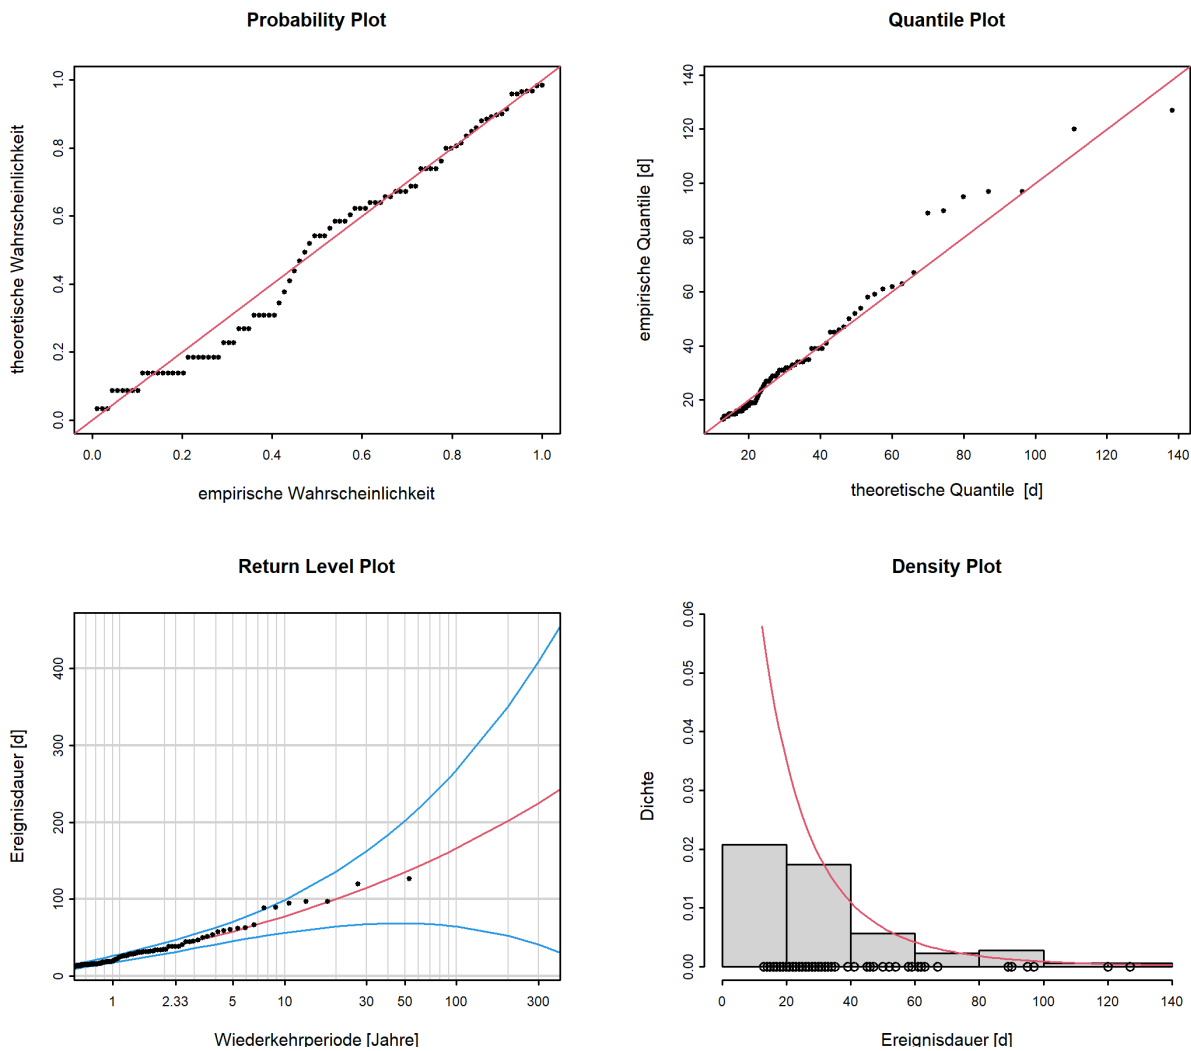 Probability Plot
theoretische Wahrscheinlichkeit
0.0 0.2 0.4 0.6 0.8 1.0
0.0 0.2 0.4 0.6 0.8 1.0
empirische Wahrscheinlichkeit
Quantile Plot
empirische Quantile [d]
20 40 60 80 100 120 140
20 40 60 80 100 120 140
theoretische Quantile [d]
Return Level Plot
Ereignisdauer [d]
0 100 200 300 400
1 2.33 5 10 30 50 100 300
Wiederkehrperiode [Jahre]
Density Plot
Dichte
0.00 0.01 0.02 0.03 0.04 0.05 0.06
0 20 40 60 80 100 120 140
Ereignisdauer [d]